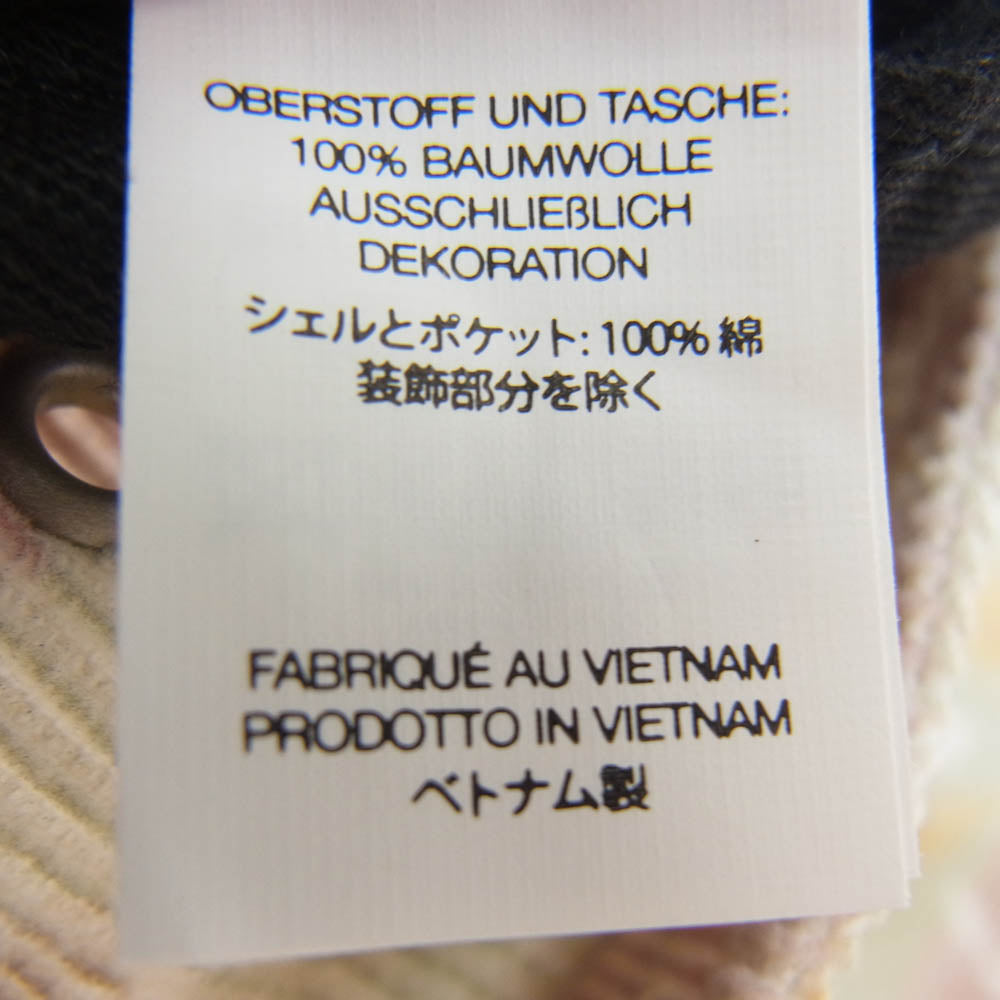 OBERSTOFF UND TASCHE:
100% BAUMWOLLE
AUSSCHLIEßLICH
DEKORATION
シェルとポケット: 100% 綿
装飾部分を除く
FABRIQUÉ AU VIETNAM
PRODOTTO IN VIETNAM
ベトナム製